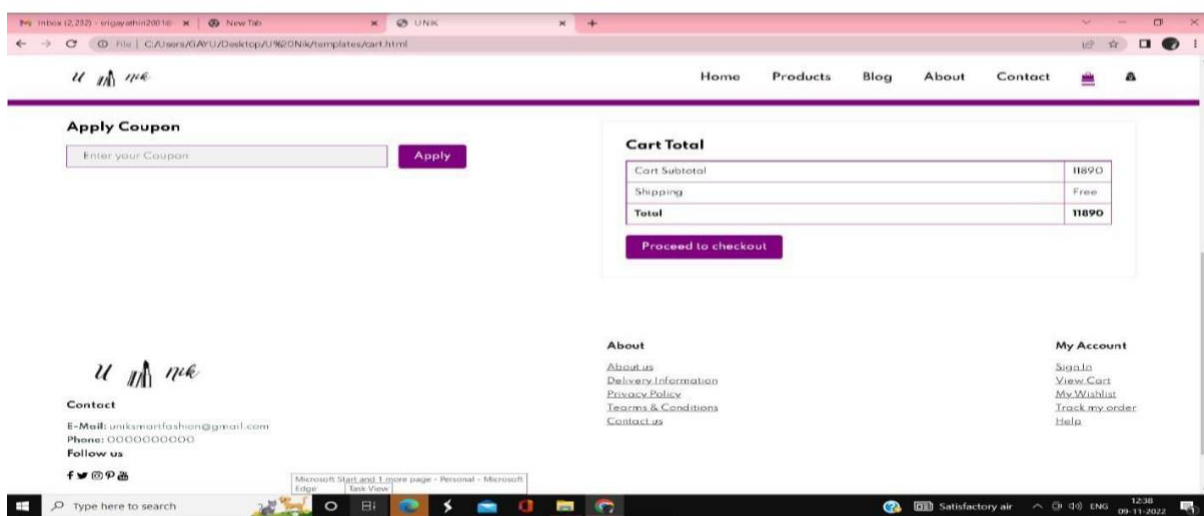 Inbox (2,232) - srigayathin2001@
New Tab
UNIK
File | C:/Users/GAYU/Desktop/U%20Nik/templates/cart.html
U nik
Home Products Blog About Contact
Apply Coupon
Enter your Coupon
Apply
Cart Total
Cart Subtotal 11890
Shipping Free
Total 11890
Proceed to checkout
U nik
Contact
E-Mail: uniksmartfashion@gmail.com
Phone: 0000000000
Follow us
About
About us
Delivery Information
Privacy Policy
Tearms & Conditions
Contact us
My Account
Sign In
View Cart
My Wishlist
Track my order
Help
Microsoft Start and 1 more page - Personal - Microsoft
Edge
Task View
Type here to search
Satisfactory air
ENG
12:38
09-11-2022